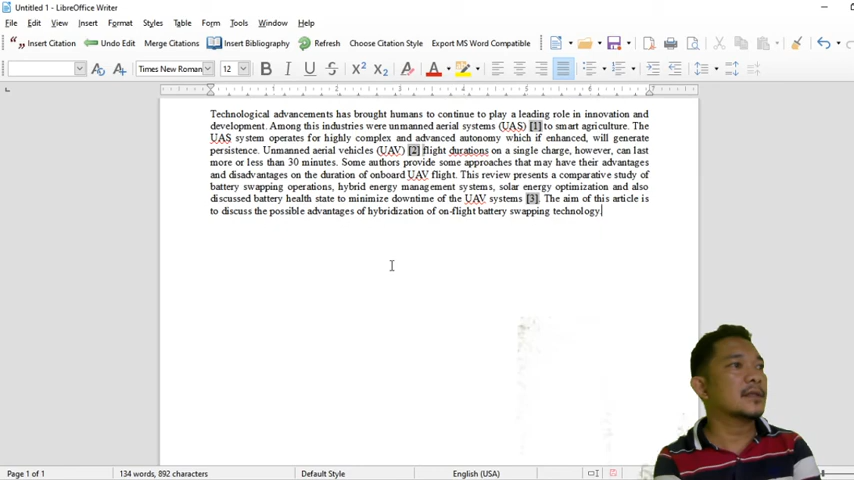 Untitled 1 - LibreOffice Writer
File Edit View Insert Format Styles Table Form Tools Window Help
Insert Citation Undo Edit Merge Citations Insert Bibliography Refresh Choose Citation Style Export MS Word Compatible
Times New Roman 12 B I U S X² X₂ A
1 2 3 4 5 6 7
Technological advancements has brought humans to continue to play a leading role in innovation and
development. Among this industries were unmanned aerial systems (UAS) [1] to smart agriculture. The
UAS system operates for highly complex and advanced autonomy which if enhanced, will generate
persistence. Unmanned aerial vehicles (UAV) [2] flight durations on a single charge, however, can last
more or less than 30 minutes. Some authors provide some approaches that may have their advantages
and disadvantages on the duration of onboard UAV flight. This review presents a comparative study of
battery swapping operations, hybrid energy management systems, solar energy optimization and also
discussed battery health state to minimize downtime of the UAV systems [3]. The aim of this article is
to discuss the possible advantages of hybridization of on-flight battery swapping technology
Page 1 of 1 134 words, 892 characters Default Style English (USA)